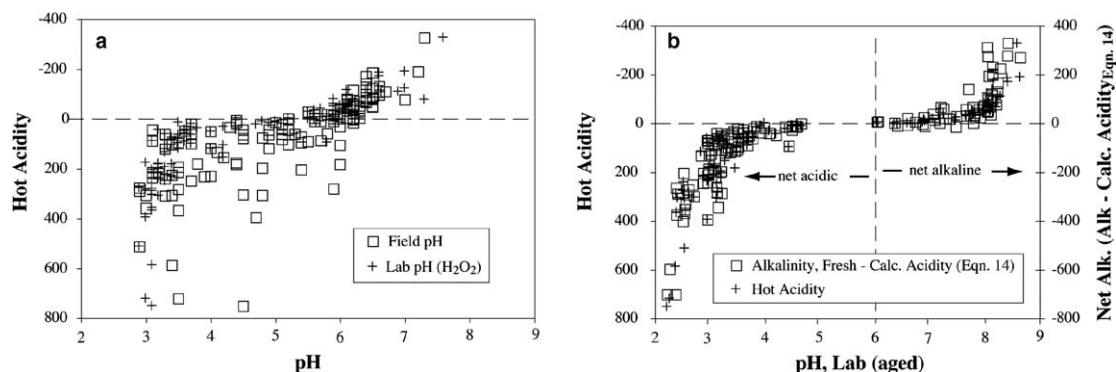 a
-400
-200
0
200
400
600
800
Hot Acidity
Field pH
Lab pH (H₂O₂)
2 3 4 5 6 7 8 9
pH
b
-400
-200
0
200
400
600
800
Hot Acidity
net acidic
net alkaline
Alkalinity, Fresh - Calc. Acidity (Eqn. 14)
Hot Acidity
2 3 4 5 6 7 8 9
pH, Lab (aged)
400
200
0
-200
-400
-600
-800
Net Alk. (Alk - Calc. Acidity Eqn. 14)